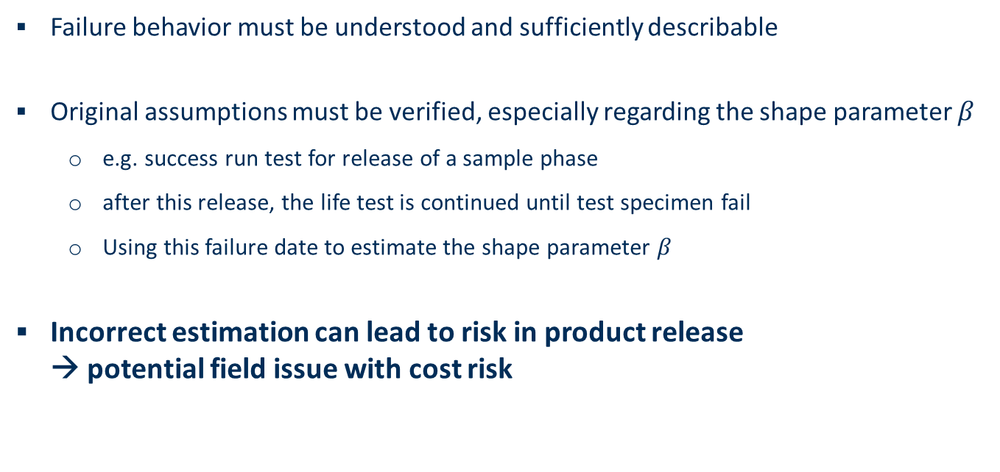 ▪ Failure behavior must be understood and sufficiently describable
▪ Original assumptions must be verified, especially regarding the shape parameter β
o e.g. success run test for release of a sample phase
o after this release, the life test is continued until test specimen fail
o Using this failure date to estimate the shape parameter β
▪ Incorrect estimation can lead to risk in product release
→ potential field issue with cost risk